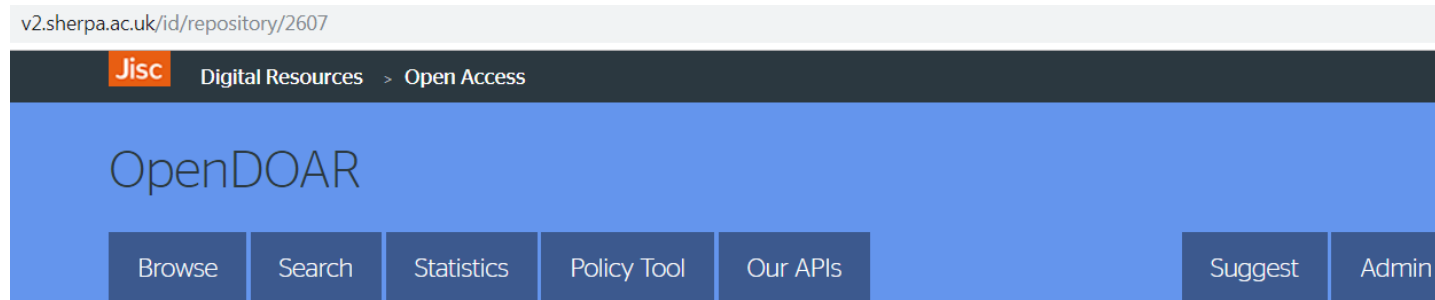 v2.sherpa.ac.uk/id/repository/2607
Jisc Digital Resources > Open Access
OpenDOAR
Browse Search Statistics Policy Tool Our APIs Suggest Admin